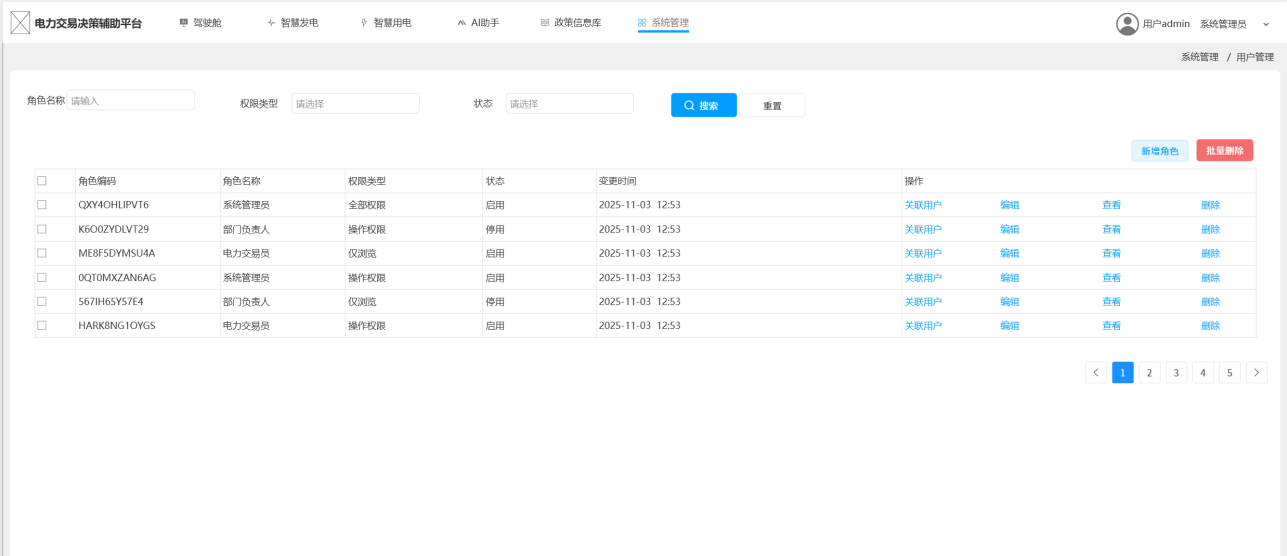 电力交易决策辅助平台 驾驶舱 智慧发电 智慧用电 AI助手 政策信息库 系统管理 用户admin 系统管理员
系统管理 / 用户管理
角色名称 请输入 权限类型 请选择 状态 请选择 搜索 重置
新增角色 批量删除
角色编码 角色名称 权限类型 状态 变更时间 操作
QXY4OHLIPVT6 系统管理员 全部权限 启用 2025-11-03 12:53 关联用户 编辑 查看 删除
K6O0ZYDLVT29 部门负责人 操作权限 停用 2025-11-03 12:53 关联用户 编辑 查看 删除
ME8F5DYMSU4A 电力交易员 仅浏览 启用 2025-11-03 12:53 关联用户 编辑 查看 删除
0QT0MXZAN6AG 系统管理员 操作权限 启用 2025-11-03 12:53 关联用户 编辑 查看 删除
567IH65Y57E4 部门负责人 仅浏览 停用 2025-11-03 12:53 关联用户 编辑 查看 删除
HARK8NG1OYGS 电力交易员 操作权限 启用 2025-11-03 12:53 关联用户 编辑 查看 删除
1 2 3 4 5